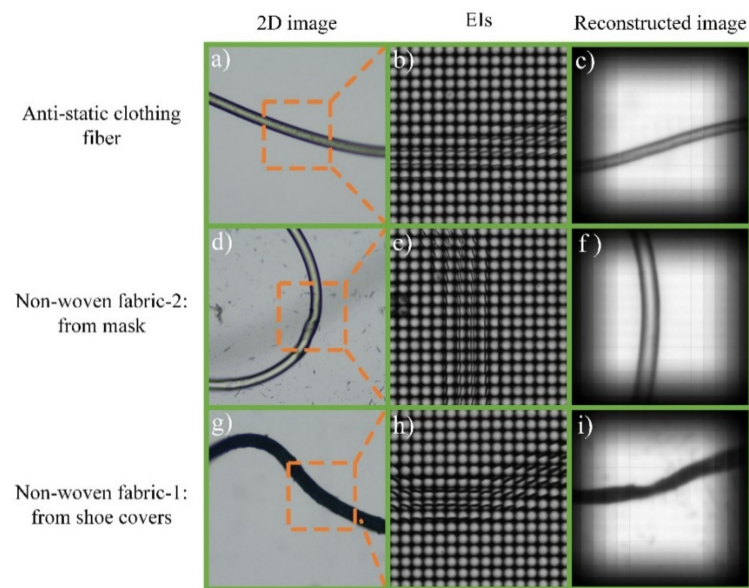 2D image EIs Reconstructed image
a) b) c)
Anti-static clothing
fiber
d) e) f)
Non-woven fabric-2:
from mask
g) h) i)
Non-woven fabric-1:
from shoe covers